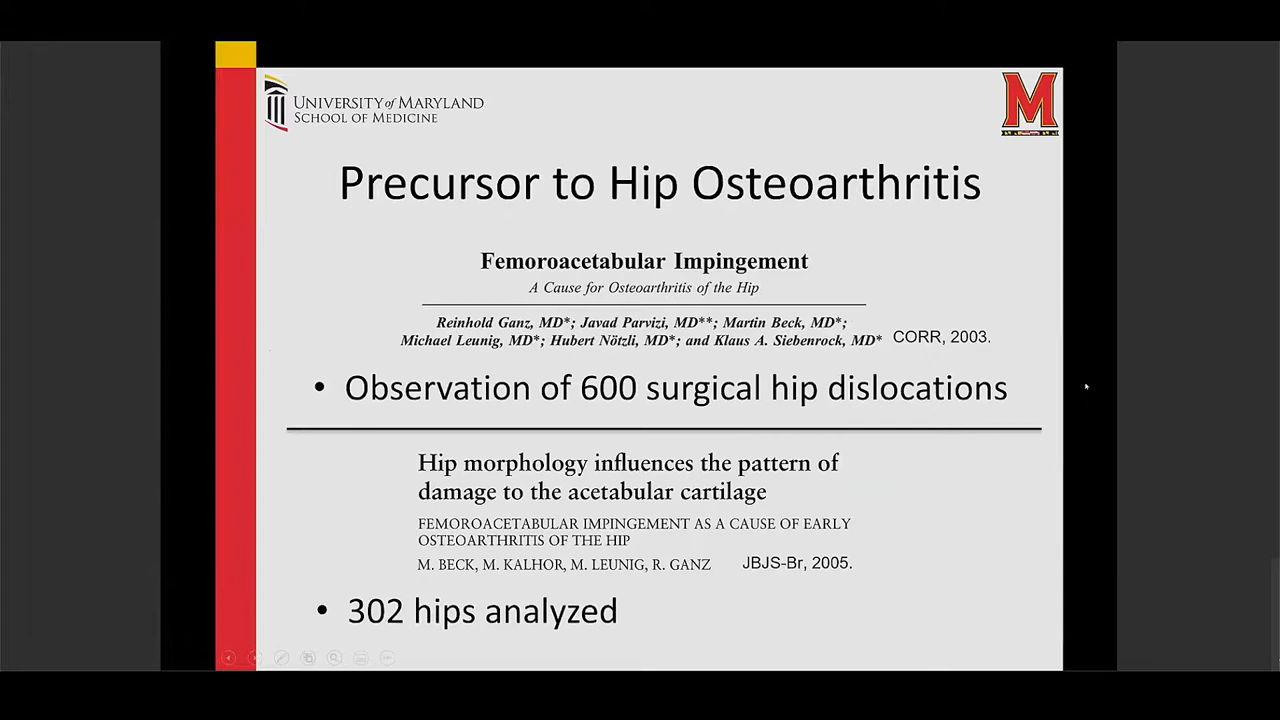 UNIVERSITY of MARYLAND
SCHOOL OF MEDICINE
M
Precursor to Hip Osteoarthritis
Femoroacetabular Impingement
A Cause for Osteoarthritis of the Hip
Reinhold Ganz, MD*; Javad Parvizi, MD**; Martin Beck, MD*;
Michael Leunig, MD*; Hubert Nötzli, MD*; and Klaus A. Siebenrock, MD* CORR, 2003.
• Observation of 600 surgical hip dislocations
Hip morphology influences the pattern of
damage to the acetabular cartilage
FEMOROACETABULAR IMPINGEMENT AS A CAUSE OF EARLY
OSTEOARTHRITIS OF THE HIP
M. BECK, M. KALHOR, M. LEUNIG, R. GANZ JBJS-Br, 2005.
• 302 hips analyzed